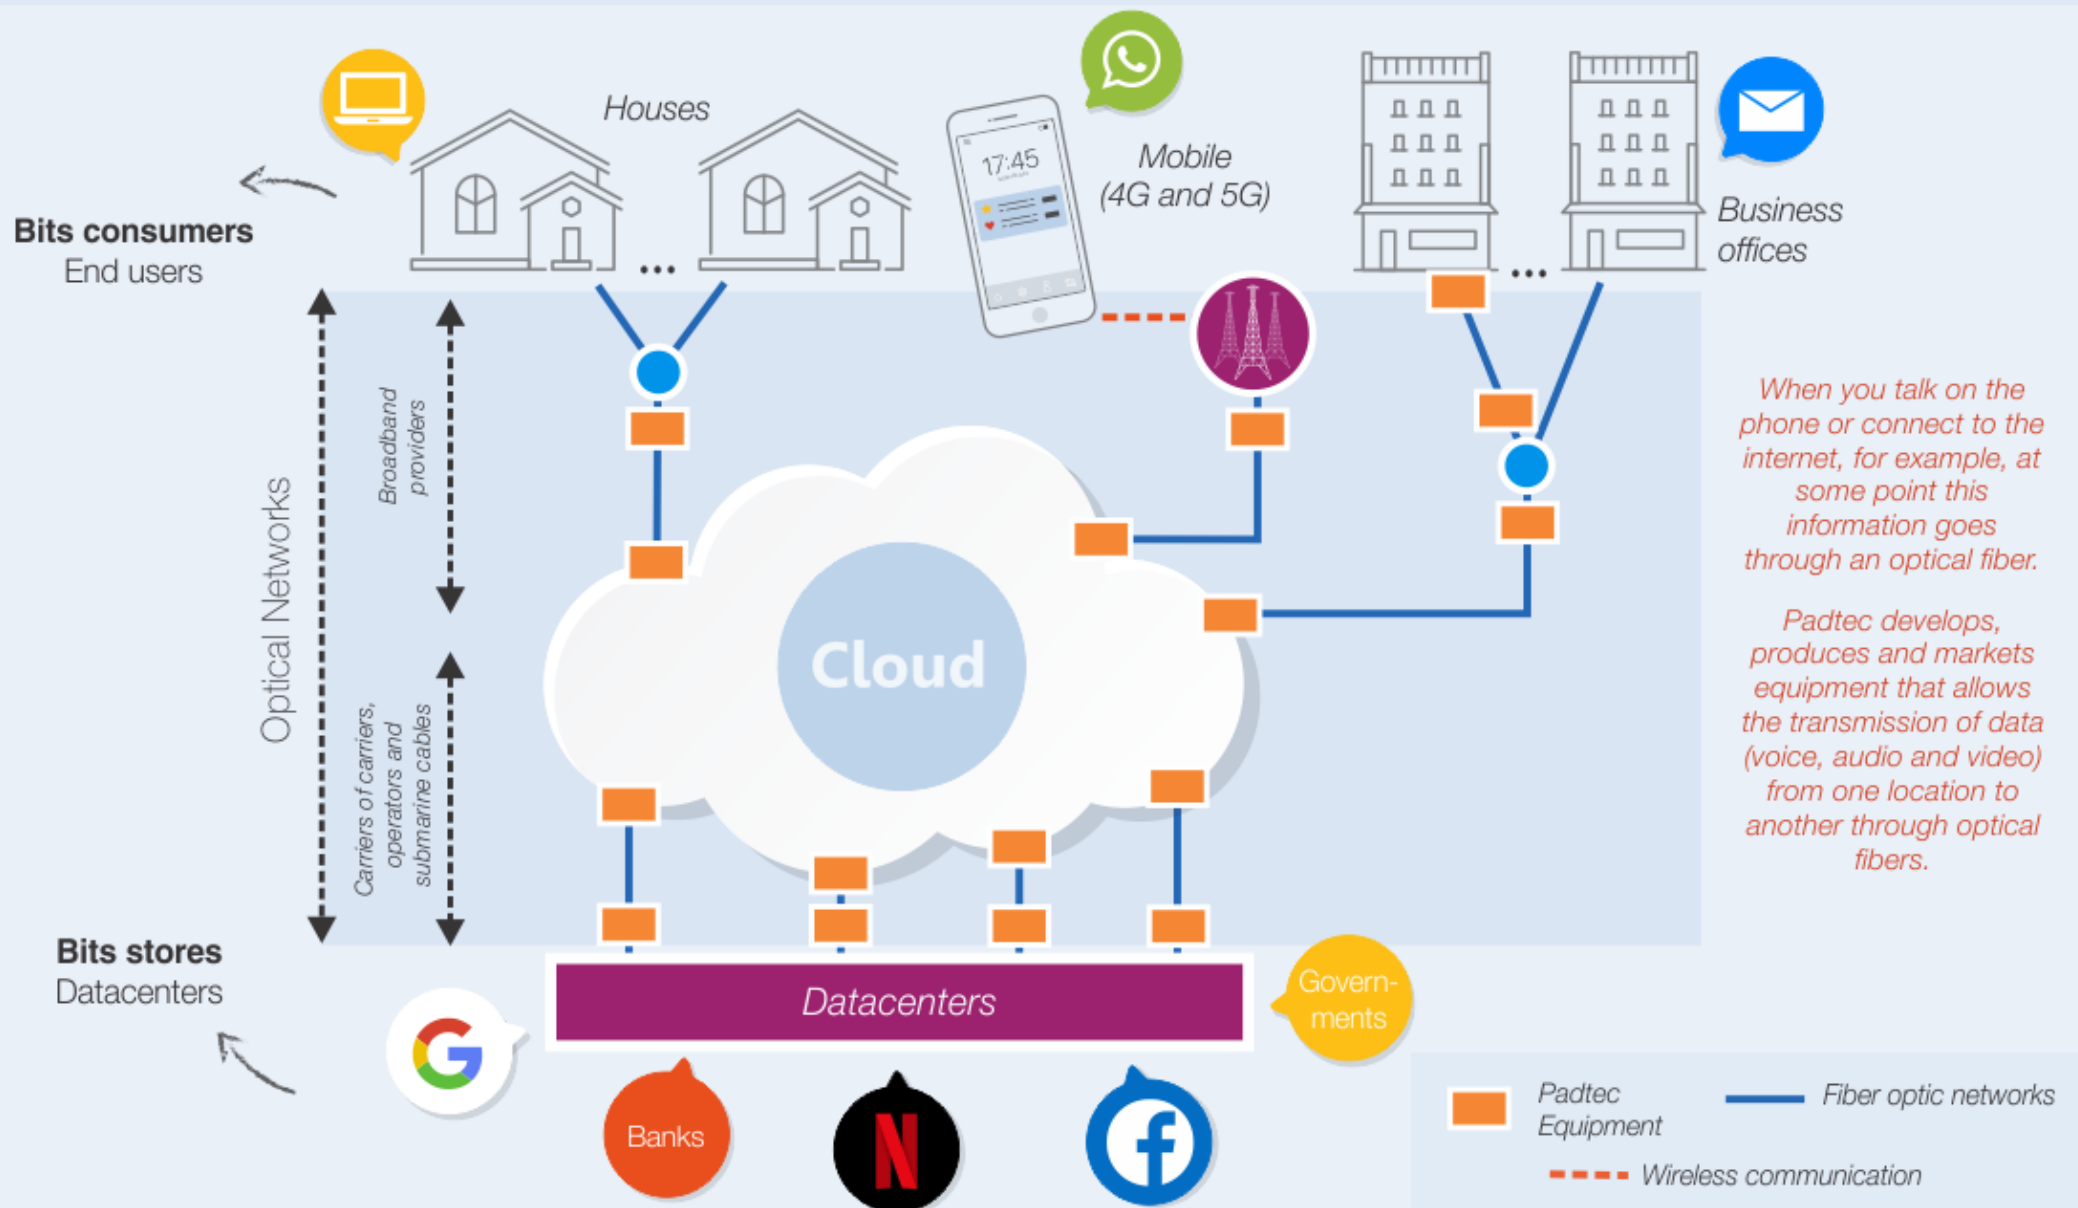 Houses
17:45
Mobile
(4G and 5G)
Business
offices
Bits consumers
End users
Optical Networks
Broadband
providers
Carriers of carriers,
operators and
submarine cables
Cloud
When you talk on the
phone or connect to the
internet, for example, at
some point this
information goes
through an optical fiber.
Padtec develops,
produces and markets
equipment that allows
the transmission of data
(voice, audio and video)
from one location to
another through optical
fibers.
Bits stores
Datacenters
Datacenters
Govern-
ments
G
Banks
N
f
Padtec
Equipment
Fiber optic networks
Wireless communication